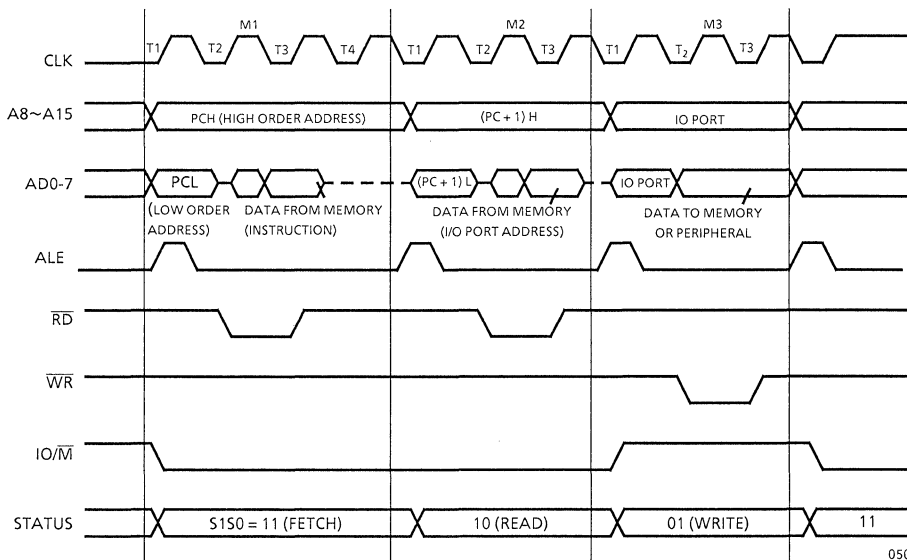 M1 M2 M3
CLK T1 T2 T3 T4 T1 T2 T3 T1 T2 T3
A8~A15 PCH (HIGH ORDER ADDRESS) (PC + 1) H IO PORT
AD0-7 PCL (PC + 1) L IO PORT
(LOW ORDER ADDRESS)
DATA FROM MEMORY
(INSTRUCTION)
DATA FROM MEMORY
(I/O PORT ADDRESS)
DATA TO MEMORY
OR PERIPHERAL
ALE
RD
WR
IO/M
STATUS S1S0 = 11 (FETCH) 10 (READ) 01 (WRITE) 11
050